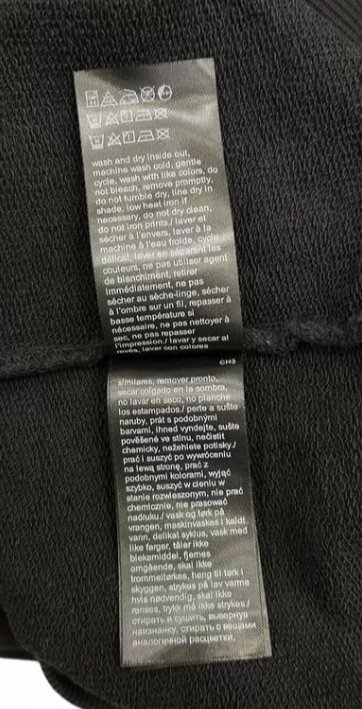 wash and dry inside out,
machine wash cold, gentle
cycle, wash with like colors, do
not bleach, remove promptly,
do not tumble dry, line dry in
shade, low heat iron if
necessary, do not dry clean,
do not iron prints / laver et
sécher à l'envers, laver à la
machine à l'eau froide, cycle
délicat, laver en séparant les
couleurs, ne pas utiliser agent
de blanchiment, retirer
immédiatement, ne pas
sécher au sèche-linge, sécher
à l'ombre sur un fil, repasser à
basse température si
nécessaire, ne pas nettoyer à
sec, ne pas repasser
l'impression / lavar y secar al
revés, lavar con colores
CH3
similares, remover pronto,
secar colgado en la sombra,
no lavar en seco, no planche
los estampados / perte a sušte
naruby, prát s podobnými
barvami, ihned vyndejte, sušte
pověšené ve stínu, nečistit
chemicky, nežehlete potisky /
prać i suszyć po wywróceniu
na lewą stronę, prać z
podobnymi kolorami, wyjąć
szybko, suszyć w cieniu w
stanie rozwieszonym, nie prać
chemicznie, nie prasować
nadruku / vask og tørk på
vrangen, maskinvaskes i kaldt
vann, delikat syklus, vask med
like farger, tåler ikke
blekemiddel, fjernes
omgående, skal ikke
trommeltørkes, heng til tørk i
skyggen, strykes på lav varme
hvis nødvendig, skal ikke
renses, trykk må ikke strykes /
стирать и сушить, вывернув
наизнанку, стирать с вещами
аналогичной расцветки,